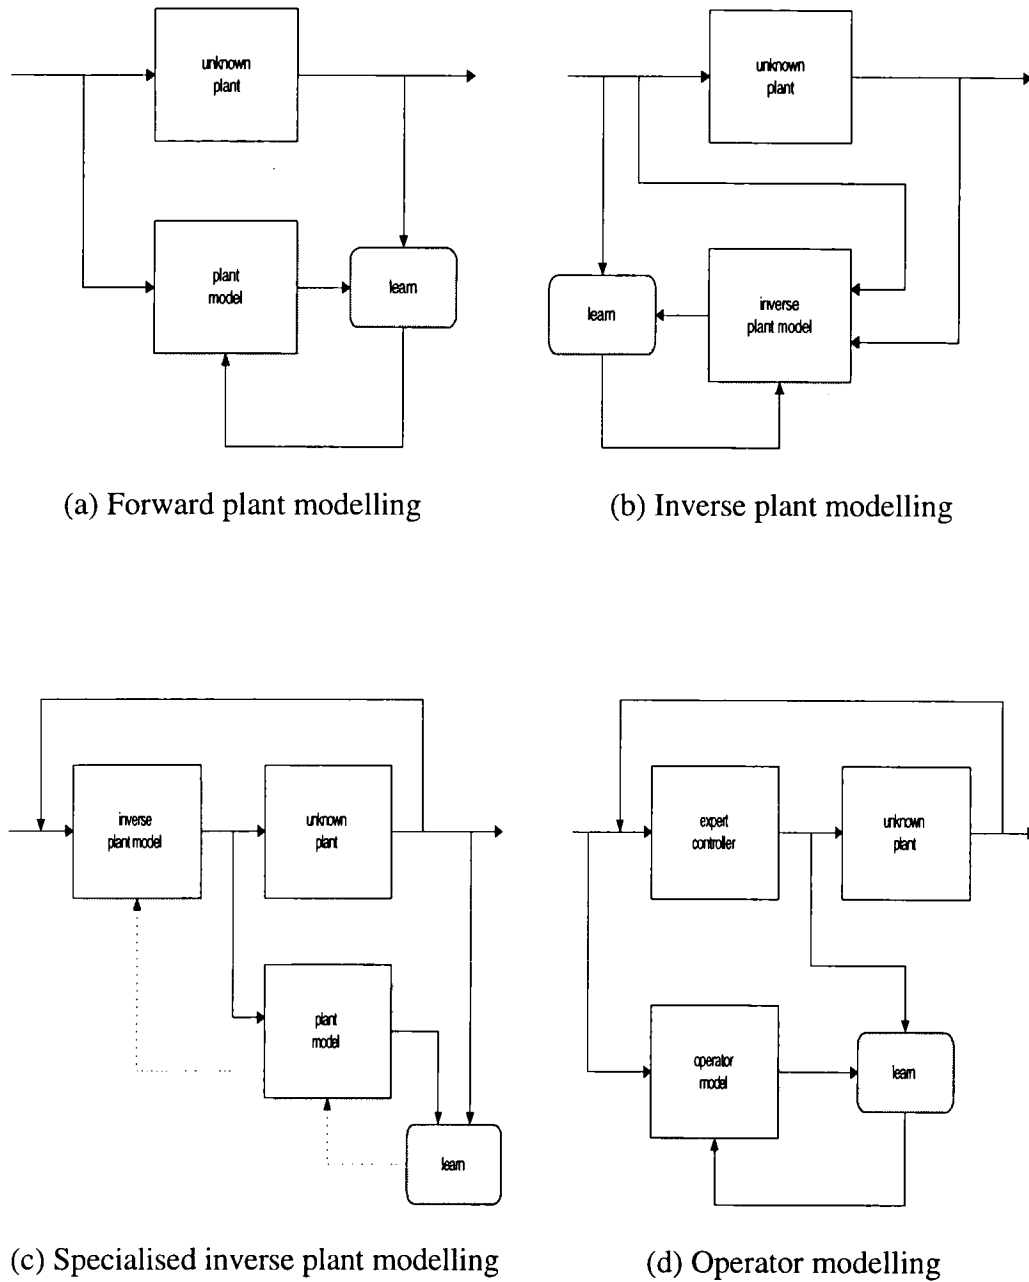 unknown
plant
plant
model
learn
(a) Forward plant modelling
unknown
plant
learn
inverse
plant model
(b) Inverse plant modelling
inverse
plant model
unknown
plant
plant
model
learn
(c) Specialised inverse plant modelling
expert
controller
unknown
plant
operator
model
learn
(d) Operator modelling